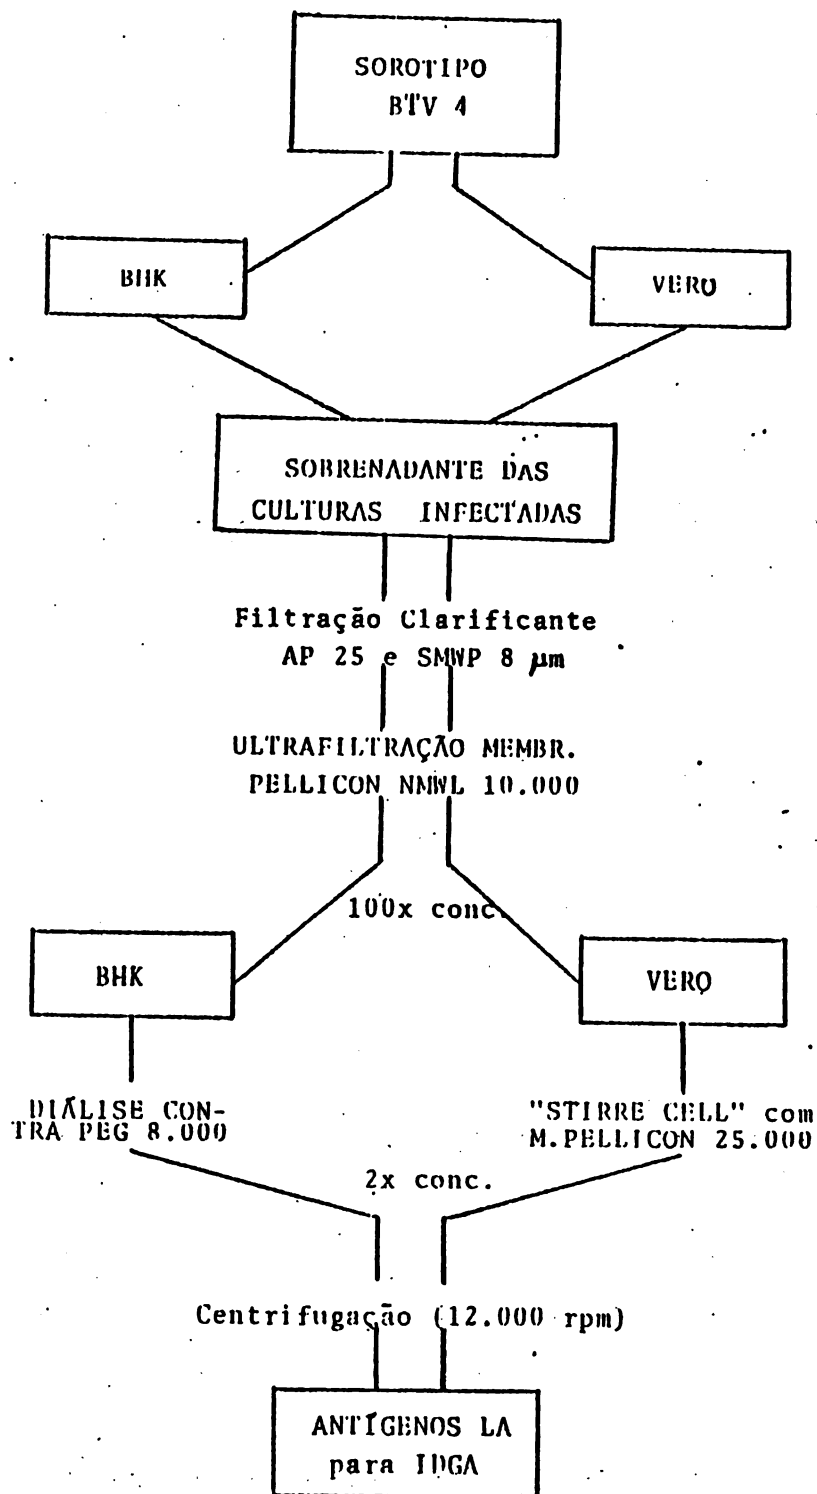 SOROTIPO
BTV 4
BHK
VERO
SOBRENADANTE DAS
CULTURAS INFECTADAS
Filtração Clarificante
AP 25 e SMWP 8 µm
ULTRAFILTRAÇÃO MEMBR.
PELLICON NMWL 10.000
100x conc.
BHK
VERO
DIÁLISE CON-
TRA PEG 8.000
"STIRRE CELL" com
M.PELLICON 25.000
2x conc.
Centrifugação (12.000 rpm)
ANTÍGENOS LA
para IDGA